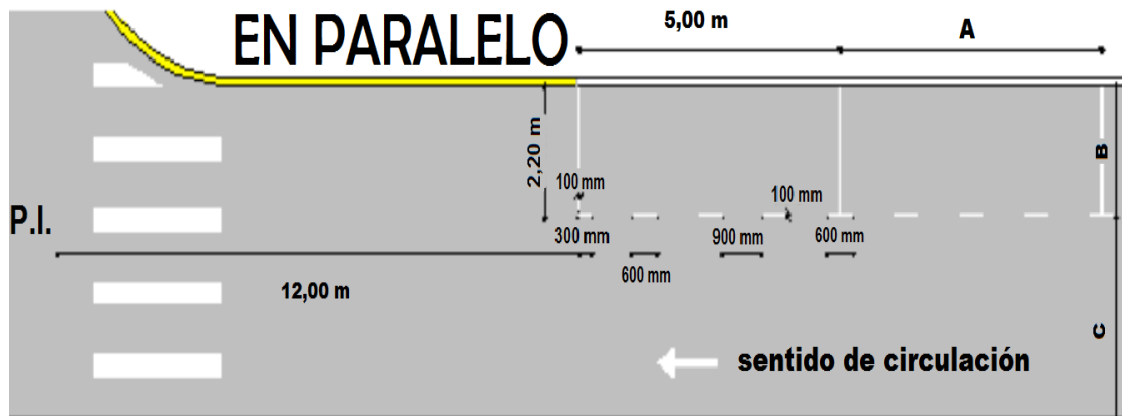 EN PARALELO
5,00 m
A
2,20 m
B
100 mm
100 mm
P.I.
300 mm
900 mm
600 mm
600 mm
12,00 m
C
sentido de circulación